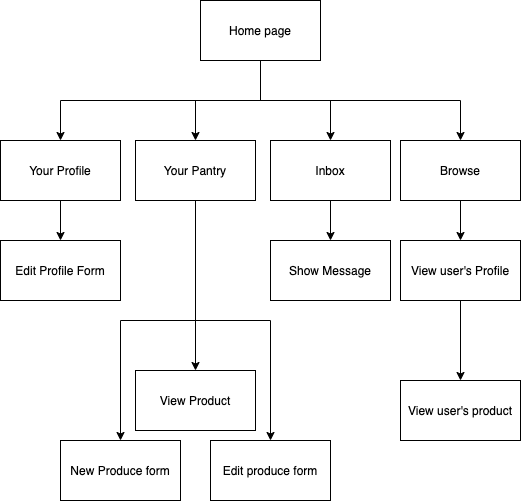 Home page
Your Profile
Your Pantry
Inbox
Browse
Edit Profile Form
Show Message
View user's Profile
View Product
View user's product
New Produce form
Edit produce form